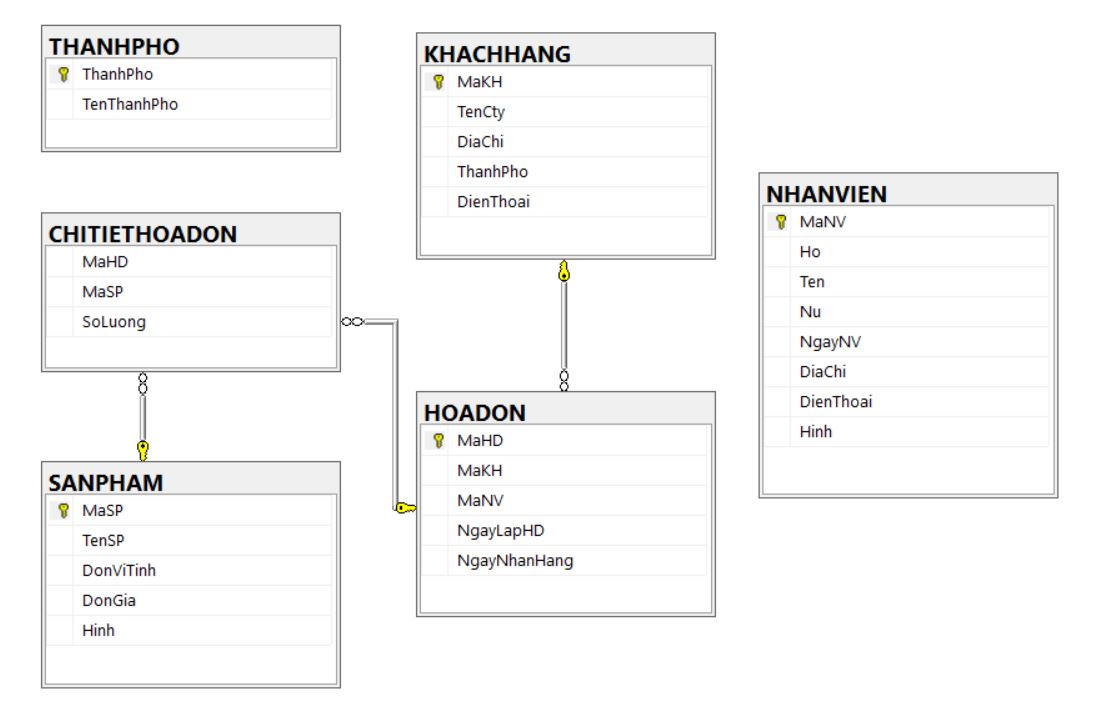 THANHPHO
ThanhPho
TenThanhPho
KHACHHANG
MaKH
TenCty
DiaChi
ThanhPho
DienThoai
NHANVIEN
MaNV
Ho
Ten
Nu
NgayNV
DiaChi
DienThoai
Hinh
CHITIETHOADON
MaHD
MaSP
SoLuong
HOADON
MaHD
MaKH
MaNV
NgayLapHD
NgayNhanHang
SANPHAM
MaSP
TenSP
DonViTinh
DonGia
Hinh